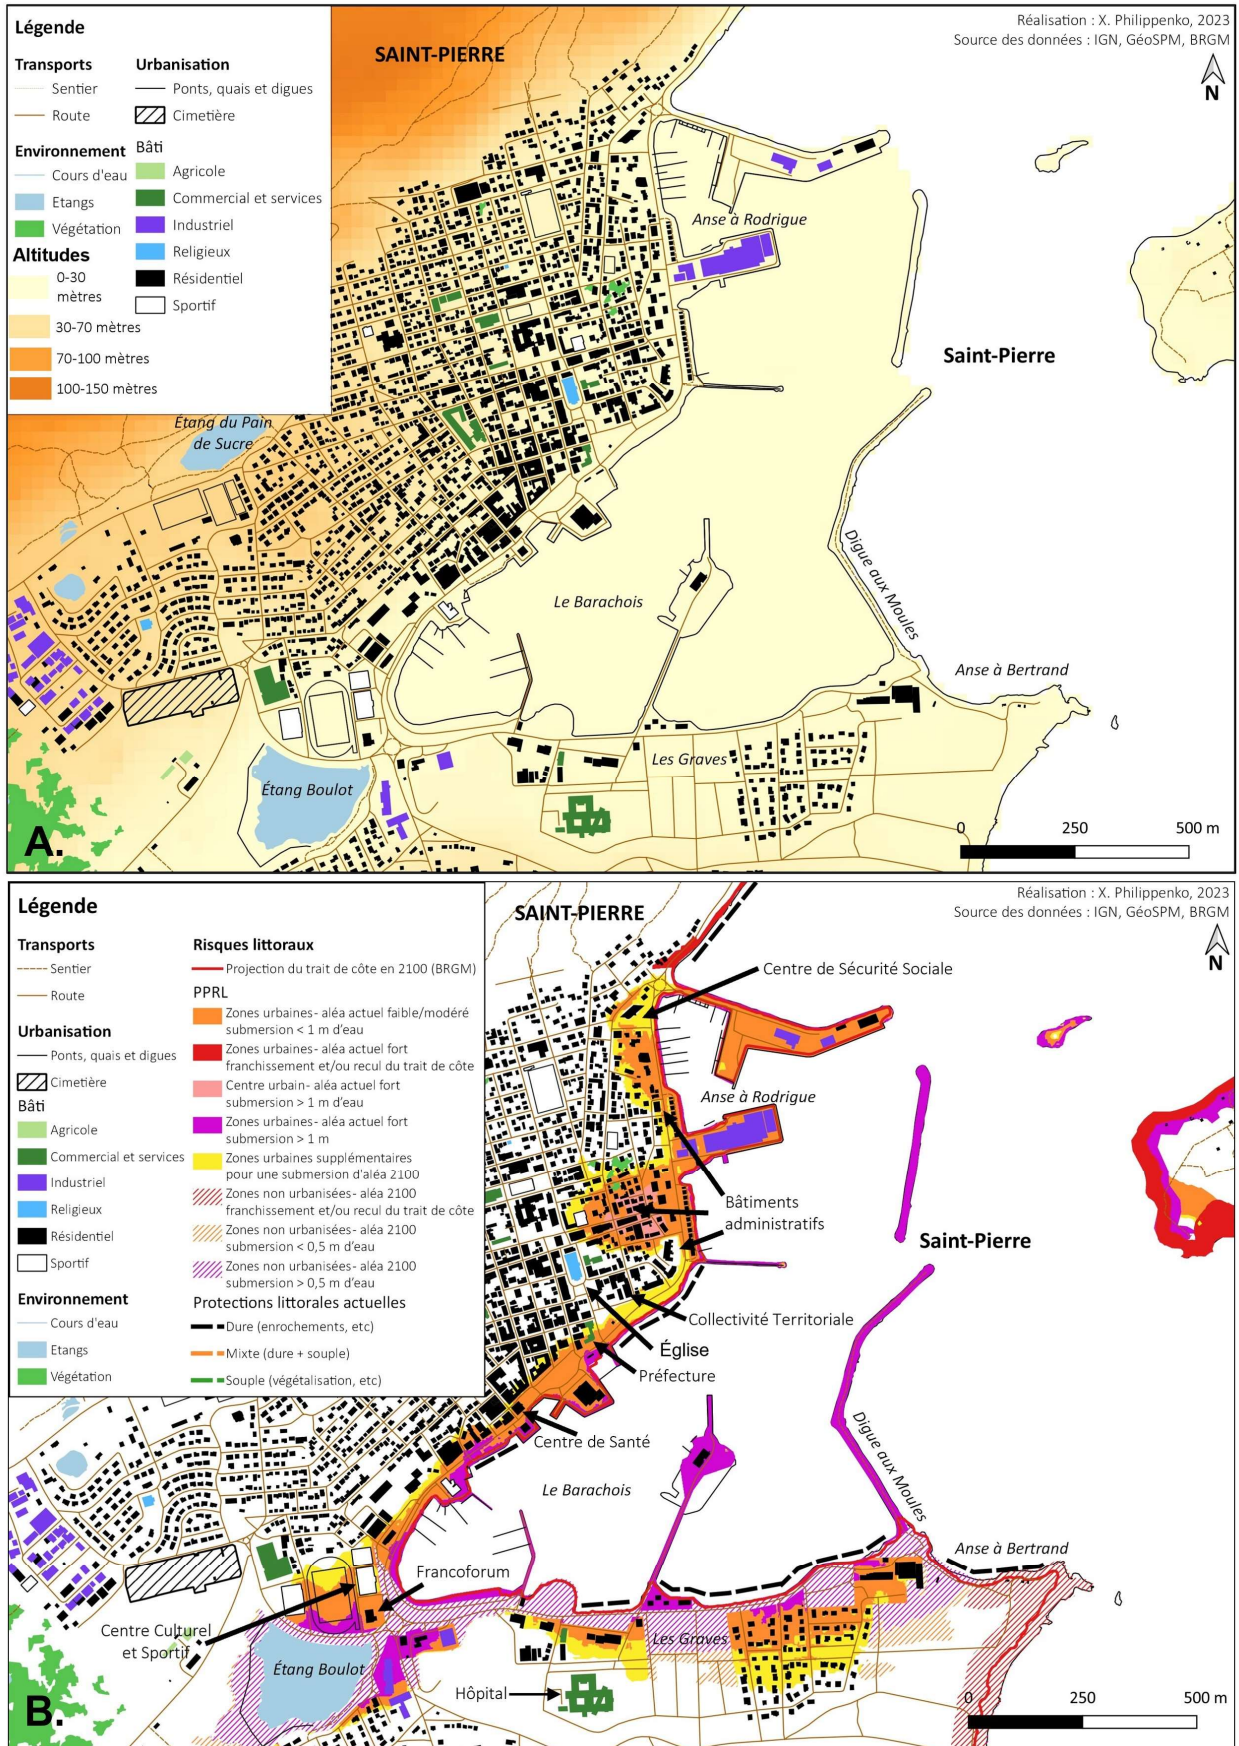 Légende
Transports
Sentier
Route
Environnement
Cours d'eau
Etangs
Végétation
Altitudes
0-30
mètres
30-70 mètres
70-100 mètres
100-150 mètres
Urbanisation
Ponts, quais et digues
Cimetière
Bâti
Agricole
Commercial et services
Industriel
Religieux
Résidentiel
Sportif
SAINT-PIERRE
Réalisation : X. Philippenko, 2023
Source des données : IGN, GéoSPM, BRGM
N
Anse à Rodrigue
Saint-Pierre
Étang du Pain
de Sucre
Digue aux Moules
Le Barachois
Anse à Bertrand
Les Graves
Étang Boulot
0 250 500 m
A.
Légende
Transports
Sentier
Route
Urbanisation
Ponts, quais et digues
Cimetière
Bâti
Agricole
Commercial et services
Industriel
Religieux
Résidentiel
Sportif
Environnement
Cours d'eau
Etangs
Végétation
Risques littoraux
Projection du trait de côte en 2100 (BRGM)
PPRL
Zones urbaines- aléa actuel faible/modéré
submersion < 1 m d'eau
Zones urbaines- aléa actuel fort
franchissement et/ou recul du trait de côte
Centre urbain- aléa actuel fort
submersion > 1 m d'eau
Zones urbaines- aléa actuel fort
submersion > 1 m
Zones urbaines supplémentaires
pour une submersion d'aléa 2100
Zones non urbanisées- aléa 2100
franchissement et/ou recul du trait de côte
Zones non urbanisées- aléa 2100
submersion < 0,5 m d'eau
Zones non urbanisées- aléa 2100
submersion > 0,5 m d'eau
Protections littorales actuelles
Dure (enrochements, etc)
Mixte (dure + souple)
Souple (végétalisation, etc)
SAINT-PIERRE
Réalisation : X. Philippenko, 2023
Source des données : IGN, GéoSPM, BRGM
N
Centre de Sécurité Sociale
Anse à Rodrigue
Bâtiments
administratifs
Saint-Pierre
Collectivité Territoriale
Église
Préfecture
Centre de Santé
Digue aux Moules
Le Barachois
Anse à Bertrand
Francoforum
Centre Culturel
et Sportif
Les Graves
Étang Boulot
Hôpital
0 250 500 m
B.